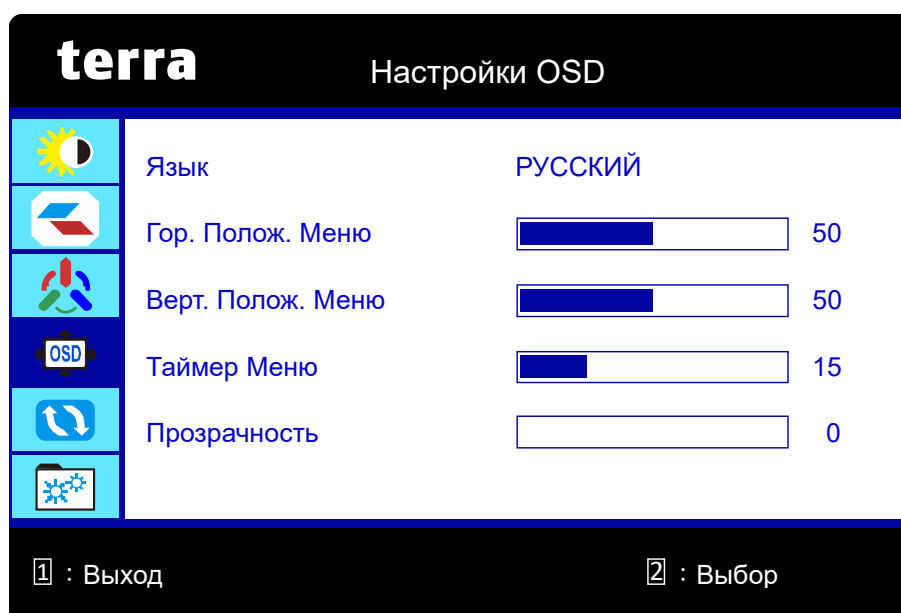 terra
Настройки OSD
Язык РУССКИЙ
Гор. Полож. Меню 50
Верт. Полож. Меню 50
OSD
Таймер Меню 15
Прозрачность 0
1 : Выход 2 : Выбор